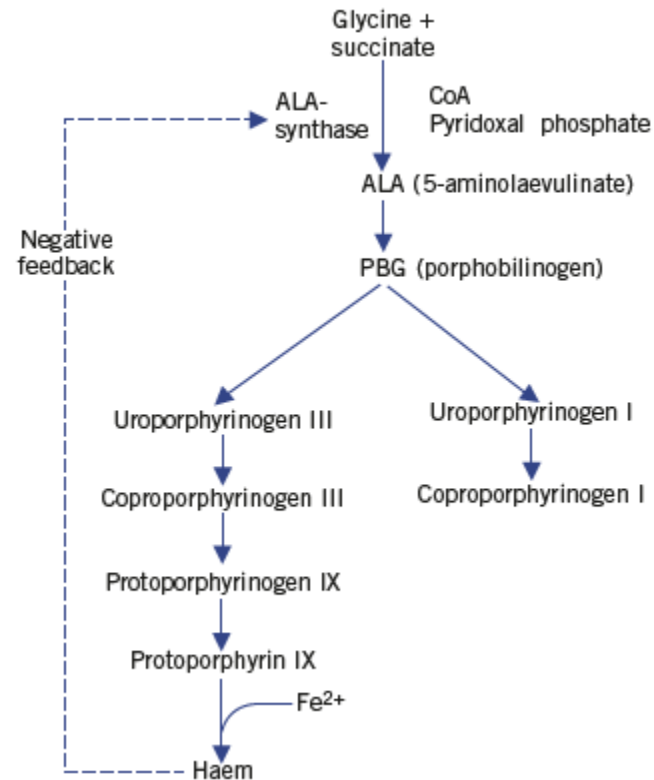 Glycine +
succinate
ALA-
synthase
CoA
Pyridoxal phosphate
ALA (5-aminolaevulinate)
Negative
feedback
PBG (porphobilinogen)
Uroporphyrinogen III
Uroporphyrinogen I
Coproporphyrinogen III
Coproporphyrinogen I
Protoporphyrinogen IX
Protoporphyrin IX
Fe²⁺
Haem